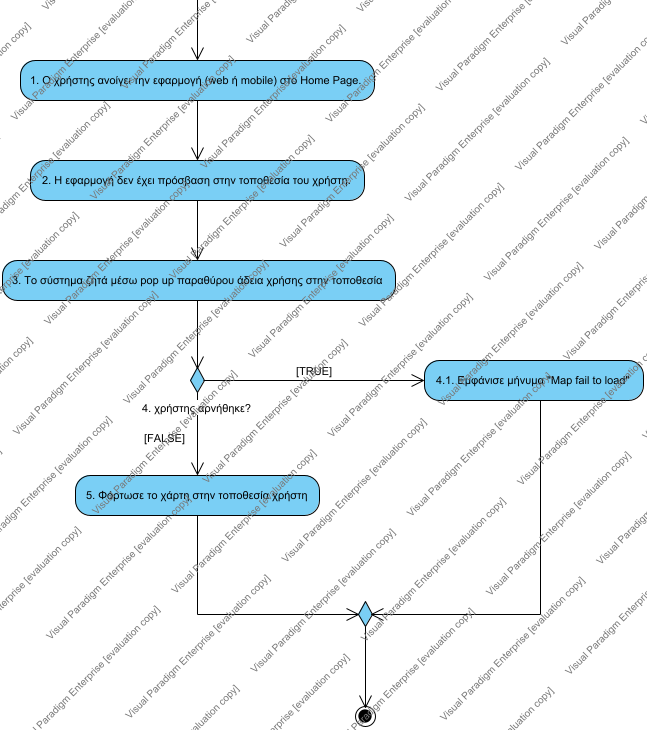 1. Ο χρήστης ανοίγει την εφαρμογή (web ή mobile) στο Home Page.
2. Η εφαρμογή δεν έχει πρόσβαση στην τοποθεσία του χρήστη.
3. Το σύστημα ζητά μέσω pop up παραθύρου άδεια χρήσης στην τοποθεσία
[TRUE]
4.1. Εμφάνισε μήνυμα "Map fail to load"
4. χρήστης αρνήθηκε?
[FALSE]
5. Φόρτωσε το χάρτη στην τοποθεσία χρήστη
Visual Paradigm Enterprise [evaluation copy]